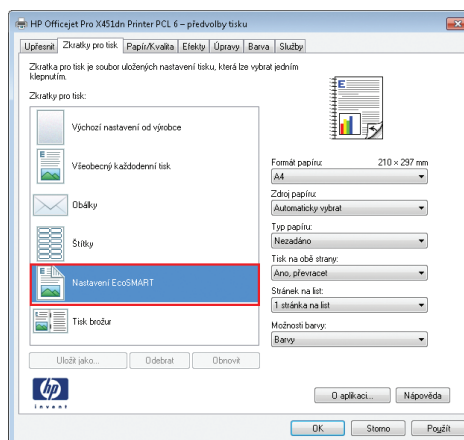 HP Officejet Pro X451dn Printer PCL 6 – předvolby tisku
Upřesnit Zkratky pro tisk Papír/Kvalita Efekty Úpravy Barva Služby
Zkratka pro tisk je soubor uložených nastavení tisku, která lze vybrat jedním
klepnutím.
Zkratky pro tisk:
Výchozí nastavení od výrobce
Všeobecný každodenní tisk
Obálky
Štítky
Nastavení EcoSMART
Tisk brožur
Uložit jako... Odebrat Obnovit
Formát papíru: 210 × 297 mm
A4
Zdroj papíru:
Automaticky vybrat
Typ papíru:
Nezadáno
Tisk na obě strany:
Ano, převracet
Stránek na list:
1 stránka na list
Možnosti barvy:
Barvy
hp
invent
O aplikaci... Nápověda
OK Storno Použít